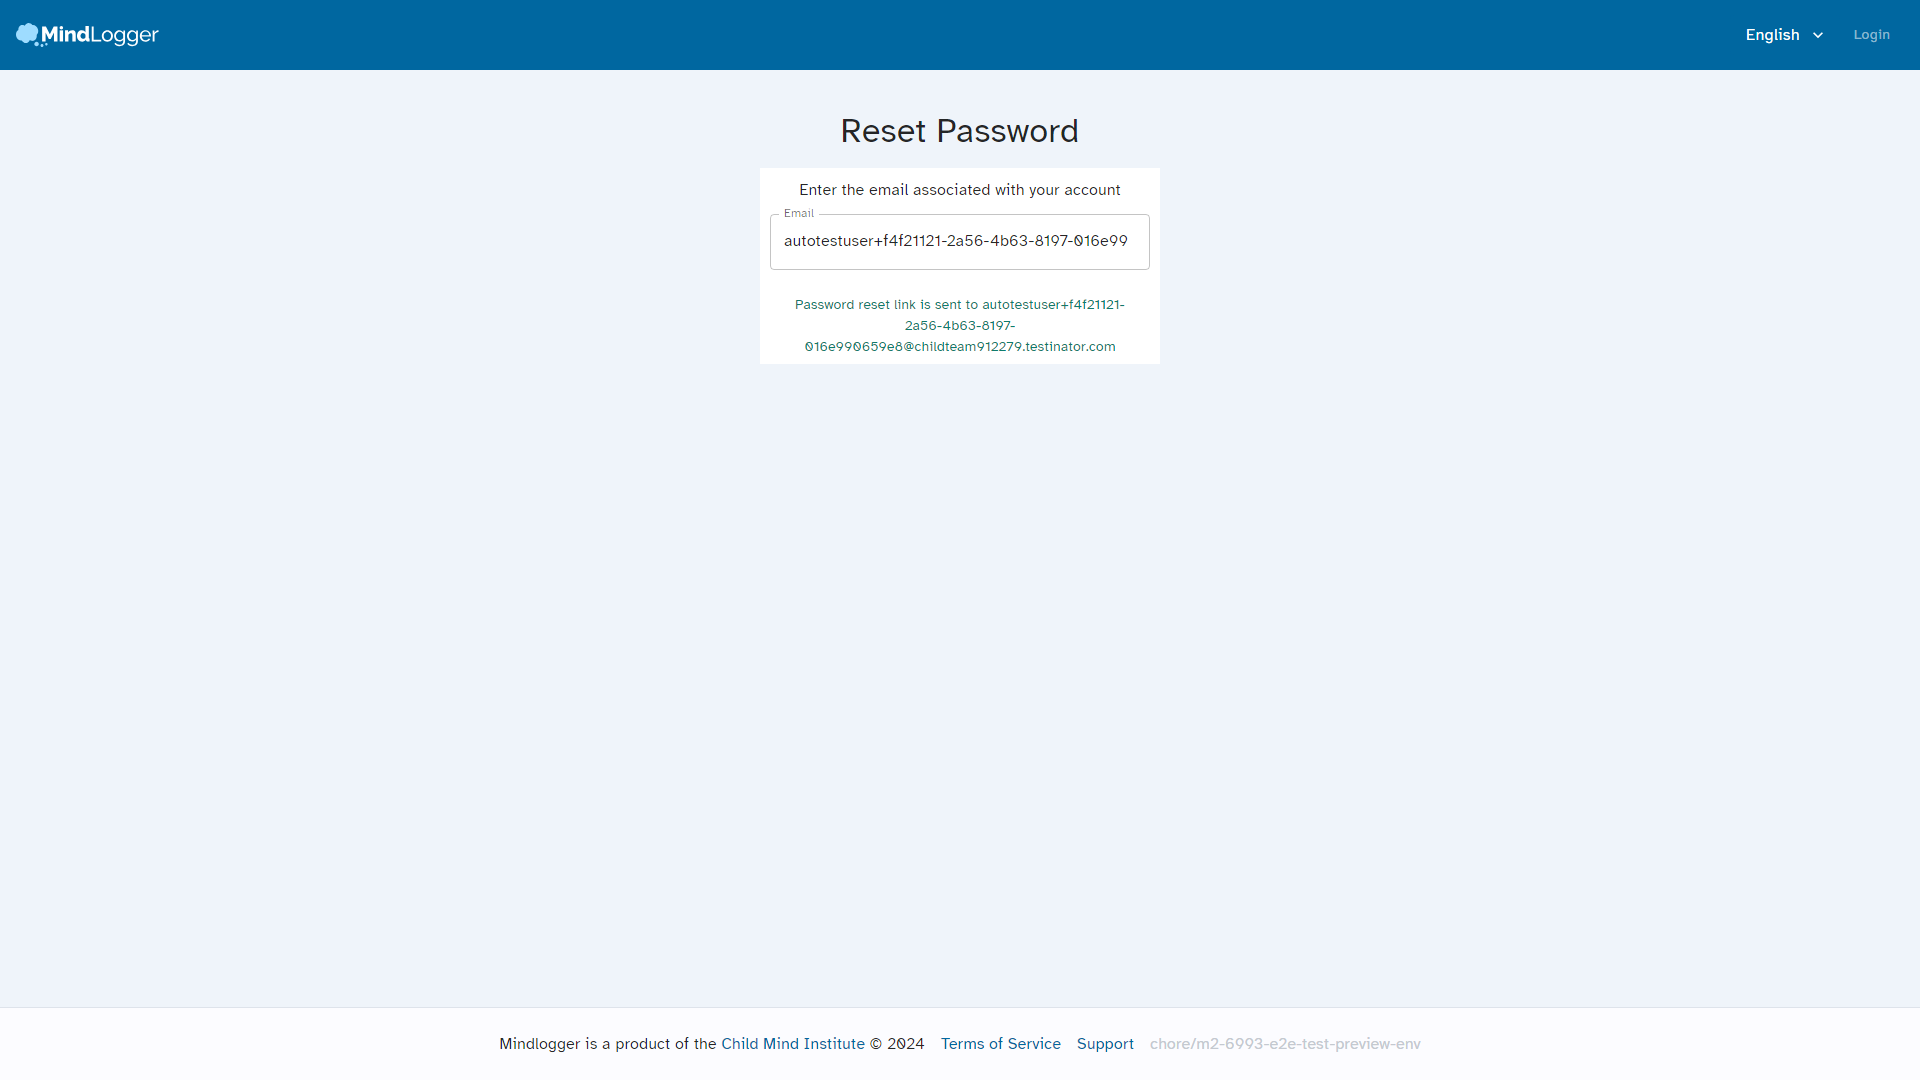 MindLogger
English
Login
Reset Password
Enter the email associated with your account
Email
autotestuser+f4f21121-2a56-4b63-8197-016e99
Password reset link is sent to autotestuser+f4f21121-
2a56-4b63-8197-
016e990659e8@childteam912279.testinator.com
Mindlogger is a product of the Child Mind Institute © 2024 Terms of Service Support chore/m2-6993-e2e-test-preview-env